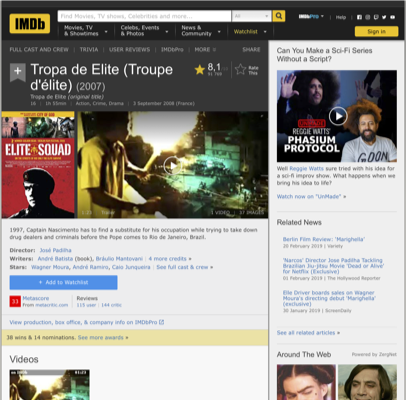 IMDb
Find Movies, TV shows, Celebrities and more...
All
Movies, TV & Showtimes
Celebs, Events & Photos
News & Community
Watchlist
IMDbPro
Help
Sign in
FULL CAST AND CREW | TRIVIA | USER REVIEWS | IMDbPro | MORE
SHARE
Tropa de Elite (Troupe d'élite) (2007)
8,1
Rate This
Tropa de Elite (original title)
16 | 1h 55min | Action, Crime, Drama | 3 September 2008 (France)
ELITE SQUAD
1 VIDEO
37 IMAGES
1997, Captain Nascimento has to find a substitute for his occupation while trying to take down
drug dealers and criminals before the Pope comes to Rio de Janeiro, Brazil.
Director: José Padilha
Writers: André Batista (book), Bráulio Mantovani | 4 more credits »
Stars: Wagner Moura, André Ramiro, Caio Junqueira | See full cast & crew »
+ Add to Watchlist
33
Metascore
From metacritic.com
Reviews
113 user | 144 critic
View production, box office, & company info on IMDbPro
38 wins & 14 nominations. See more awards »
Videos
Can You Make a Sci-Fi Series
Without a Script?
REGGIE WATTS'
PHASIUM
PROTOCOL
Well Reggie Watts sure tried with his idea for
a sci-fi improv show. What happens when we
bring his idea to life?
Watch now on "UnMade" »
Related News
Berlin Film Review: 'Marighella'
20 February 2019 | Variety
'Narcos' Director Jose Padilha Tackling
Brazilian Jiu-jitsu Movie 'Dead or Alive'
for Netflix (Exclusive)
01 February 2019 | The Hollywood Reporter
Elle Driver boards sales on Wagner
Moura's directing debut 'Marighella'
(exclusive)
30 January 2019 | ScreenDaily
See all related articles »
Around The Web
Powered by ZergNet